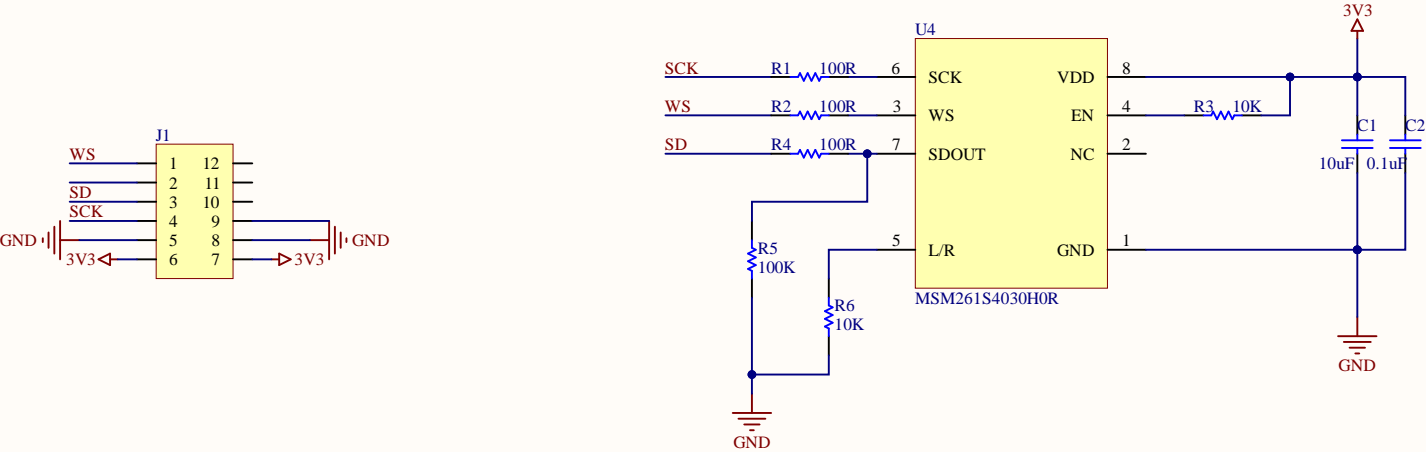 J1
WS
1 12
2 11
SD
3 10
SCK
4 9
GND 5 8 GND
3V3 6 7 3V3
U4
3V3
SCK R1 100R 6 SCK VDD 8
WS R2 100R 3 WS EN 4 R3 10K
SD R4 100R 7 SDOUT NC 2
C1 C2
10uF 0.1uF
5 L/R GND 1
R5
100K
R6
10K
MSM261S4030H0R
GND
GND